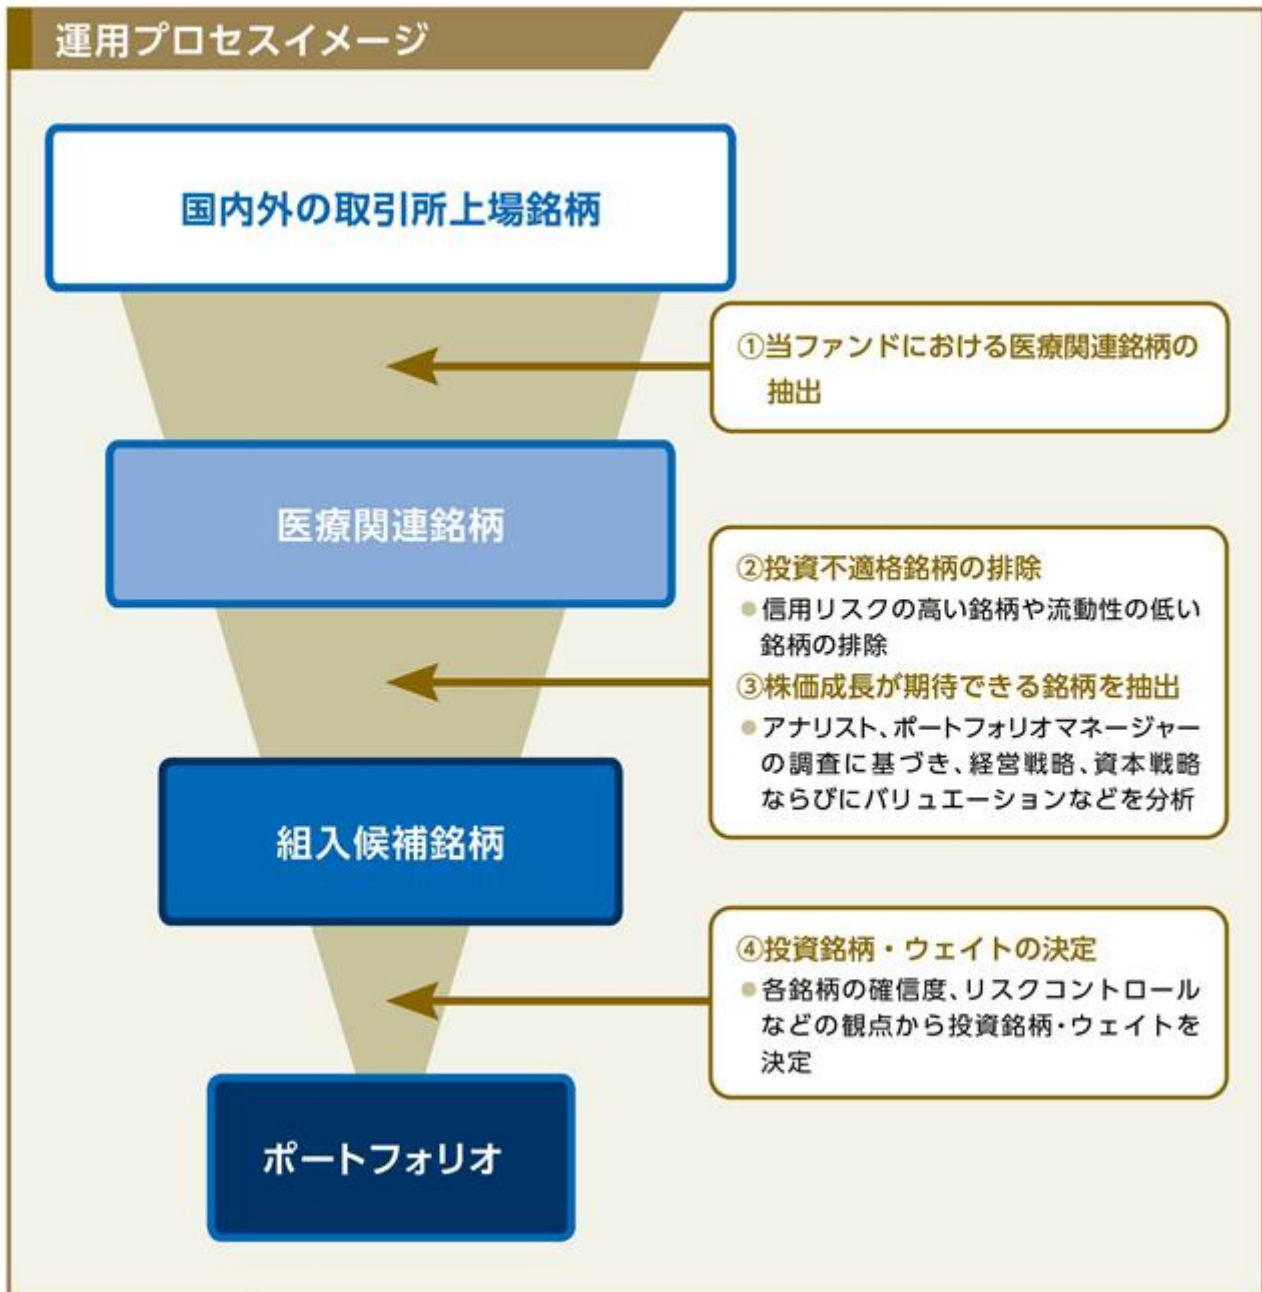 運用プロセスイメージ
国内外の取引所上場銘柄
①当ファンドにおける医療関連銘柄の
抽出
医療関連銘柄
②投資不適格銘柄の排除
●信用リスクの高い銘柄や流動性の低い
銘柄の排除
③株価成長が期待できる銘柄を抽出
●アナリスト、ポートフォリオマネージャー
の調査に基づき、経営戦略、資本戦略
ならびにバリュエーションなどを分析
組入候補銘柄
④投資銘柄・ウェイトの決定
●各銘柄の確信度、リスクコントロール
などの観点から投資銘柄・ウェイトを
決定
ポートフォリオ